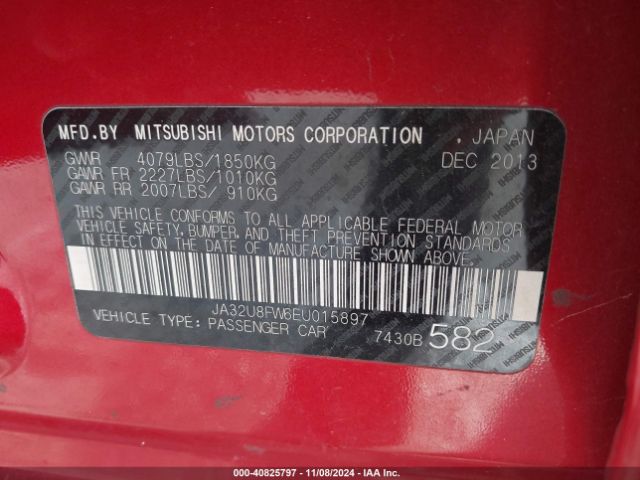 MFD.BY MITSUBISHI MOTORS CORPORATION , JAPAN
GVWR 4079LBS/1850KG DEC 2013
GAWR FR 2227LBS/1010KG
GAWR RR 2007LBS/ 910KG
THIS VEHICLE CONFORMS TO ALL APPLICABLE FEDERAL MOTOR
VEHICLE SAFETY, BUMPER, AND THEFT PREVENTION STANDARDS
IN EFFECT ON THE DATE OF MANUFACTURE SHOWN ABOVE.
JA32U8FW6EU015897
VEHICLE TYPE: PASSENGER CAR 7430B 582
000-40825797 - 11/08/2024 - IAAI.com